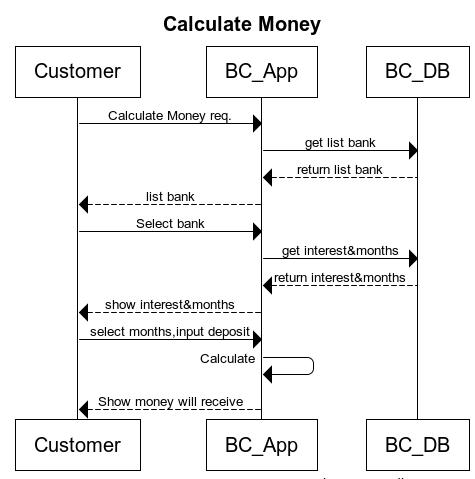 Calculate Money
Customer BC_App BC_DB
Calculate Money req.
get list bank
return list bank
list bank
Select bank
get interest&months
return interest&months
show interest&months
select months,input deposit
Calculate
Show money will receive
Customer BC_App BC_DB